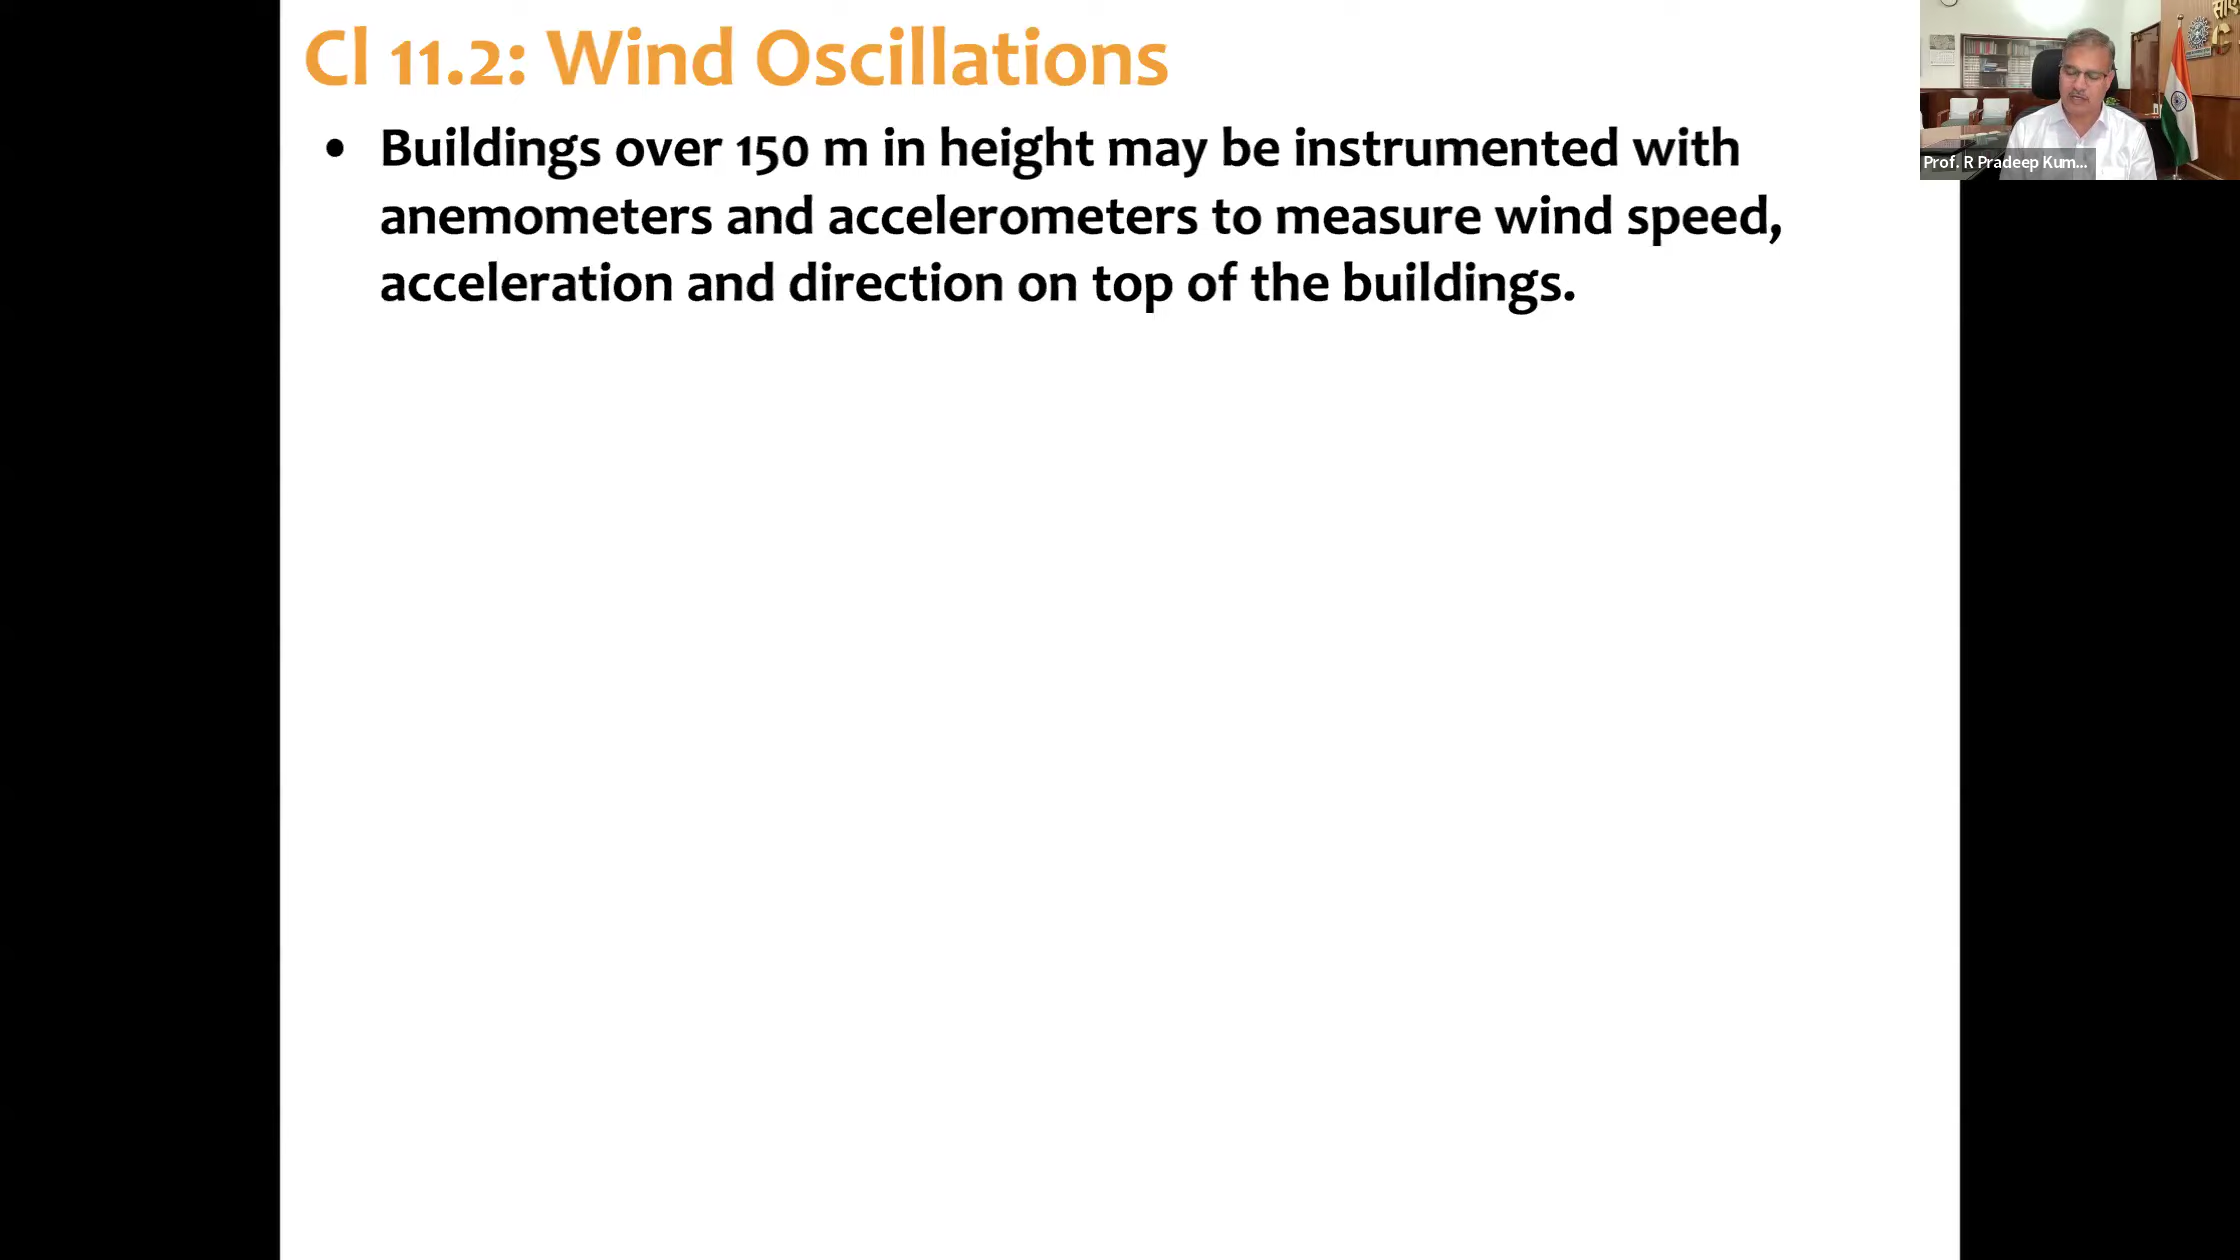 Cl 11.2: Wind Oscillations
• Buildings over 150 m in height may be instrumented with
anemometers and accelerometers to measure wind speed,
acceleration and direction on top of the buildings.
Prof. R Pradeep Kum...